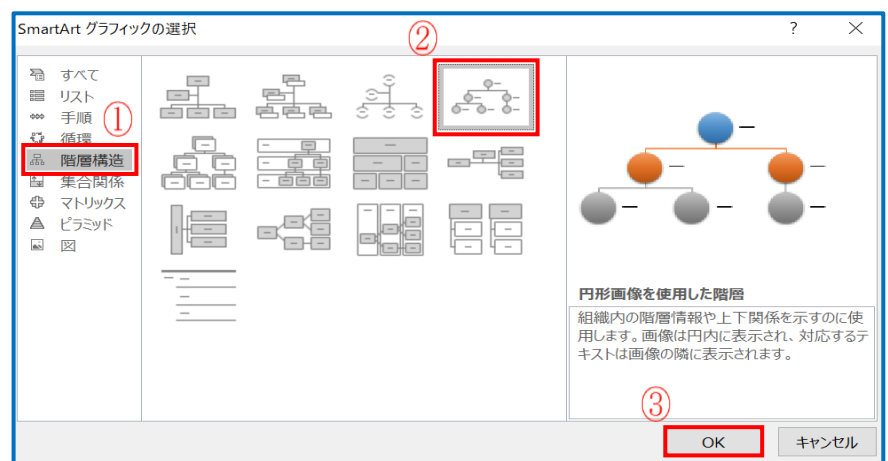 SmartArt グラフィックの選択
?
②
すべて
リスト
手順
①
循環
階層構造
集合関係
マトリックス
ピラミッド
図
円形画像を使用した階層
組織内の階層情報や上下関係を示すのに使
用します。画像は円内に表示され、対応するテ
キストは画像の隣に表示されます。
③
OK
キャンセル